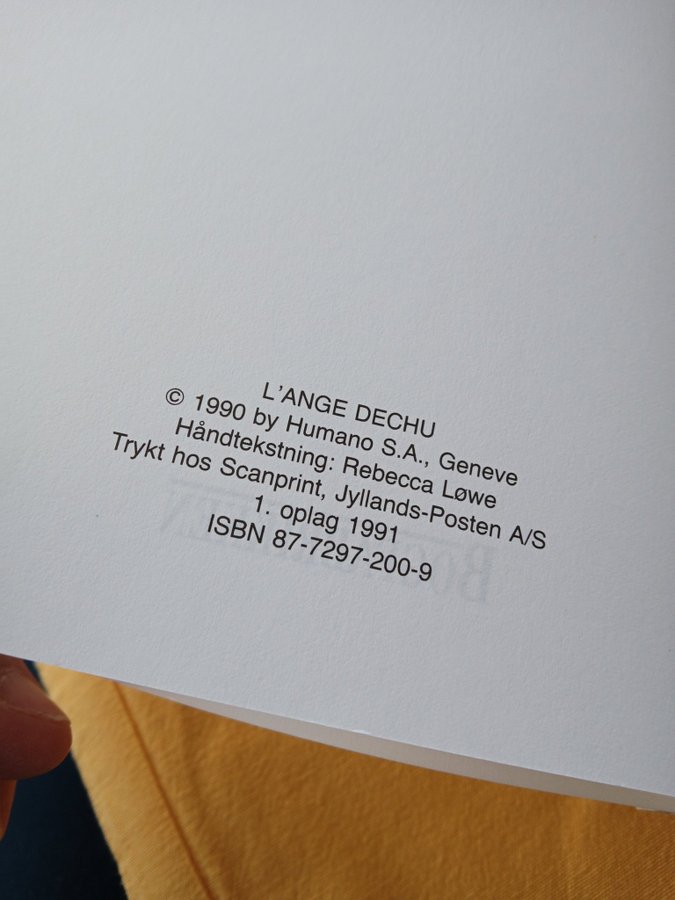 L'ANGE DECHU
© 1990 by Humano S.A., Geneve
Håndtekstning: Rebecca Løwe
Trykt hos Scanprint, Jyllands-Posten A/S
1. oplag 1991
ISBN 87-7297-200-9